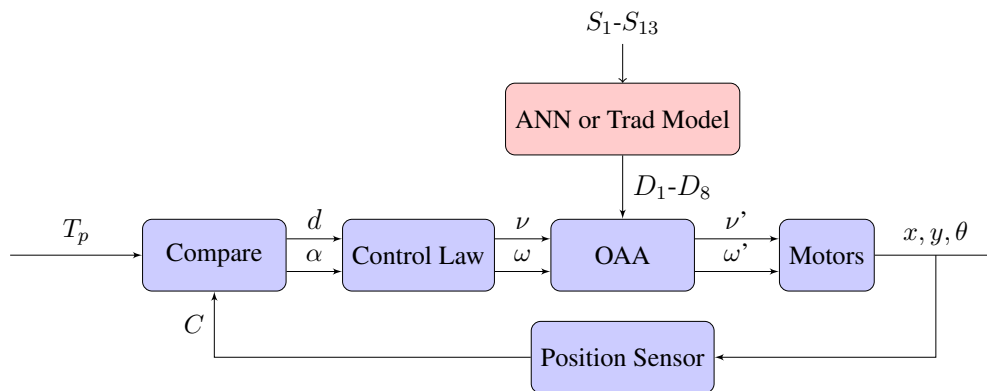 S₁-S₁₃
ANN or Trad Model
D₁-D₈
Tₚ
Compare
d
α
Control Law
ν
ω
OAA
ν’
ω’
Motors
x, y, θ
C
Position Sensor